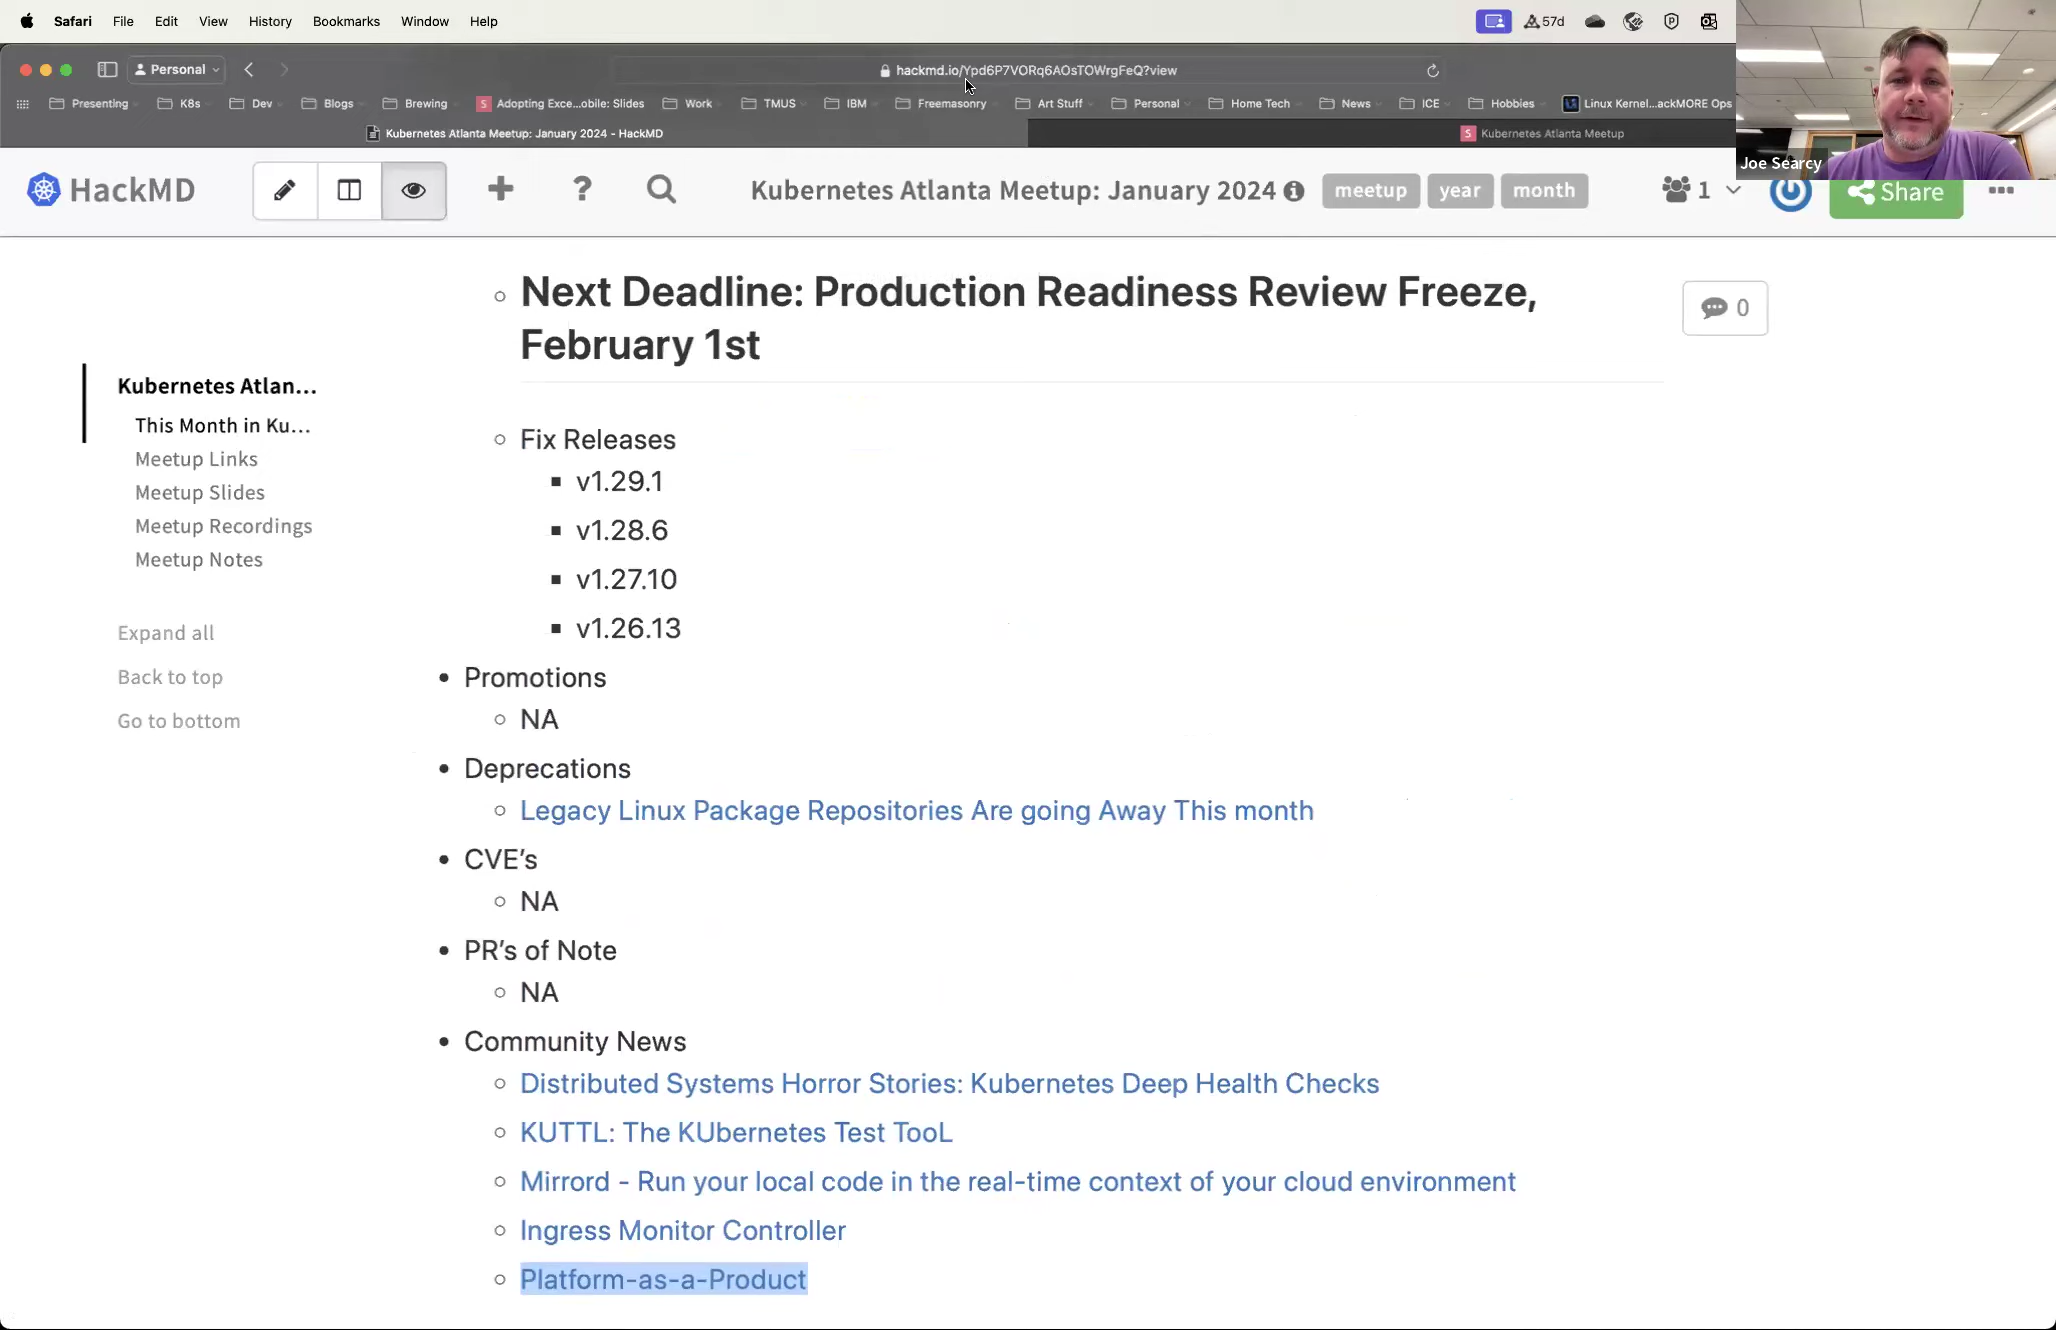 Safari File Edit View History Bookmarks Window Help 57d
Personal hackmd.io/Ypd6P7VORq6AOsTOWrgFeQ?view
Presenting K8s Dev Blogs Brewing S Adopting Exce...obile: Slides Work TMUS IBM Freemasonry Art Stuff Personal Home Tech News ICE Hobbies Linux Kernel...ackMORE Ops
Kubernetes Atlanta Meetup: January 2024 - HackMD S Kubernetes Atlanta Meetup
Joe Searcy
HackMD Kubernetes Atlanta Meetup: January 2024 meetup year month 1 Share
Next Deadline: Production Readiness Review Freeze,
February 1st
0
Kubernetes Atlan...
This Month in Ku...
Meetup Links
Meetup Slides
Meetup Recordings
Meetup Notes
Expand all
Back to top
Go to bottom
Fix Releases
v1.29.1
v1.28.6
v1.27.10
v1.26.13
Promotions
NA
Deprecations
Legacy Linux Package Repositories Are going Away This month
CVE's
NA
PR's of Note
NA
Community News
Distributed Systems Horror Stories: Kubernetes Deep Health Checks
KUTTL: The KUbernetes Test TooL
Mirrord - Run your local code in the real-time context of your cloud environment
Ingress Monitor Controller
Platform-as-a-Product